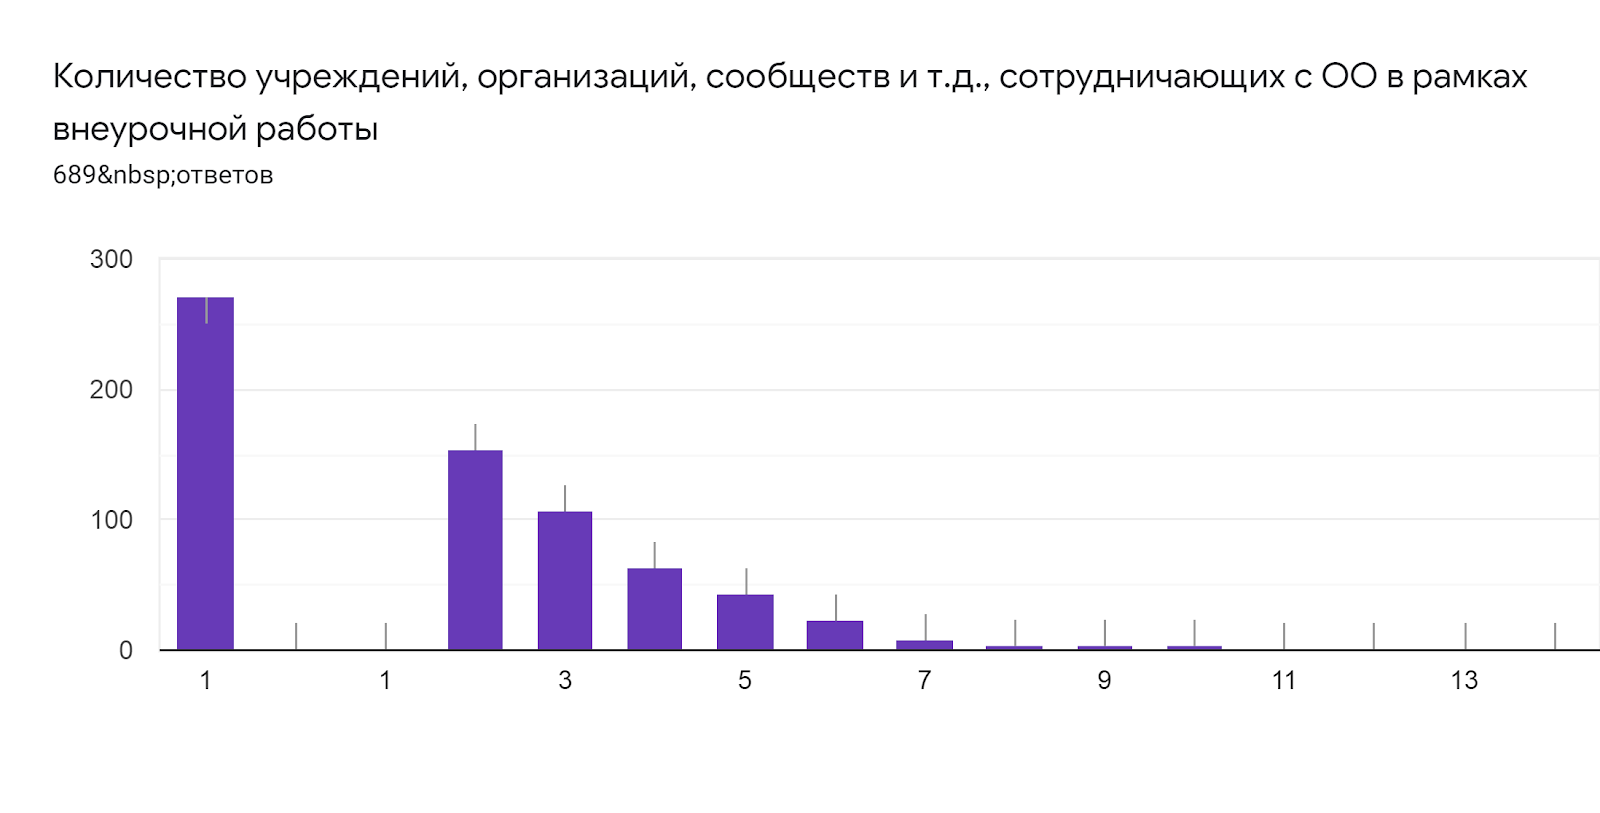 Количество учреждений, организаций, сообществ и т.д., сотрудничающих с ОО в рамках
внеурочной работы
689&nbsp;ответов
300
200
100
0
1 1 3 5 7 9 11 13